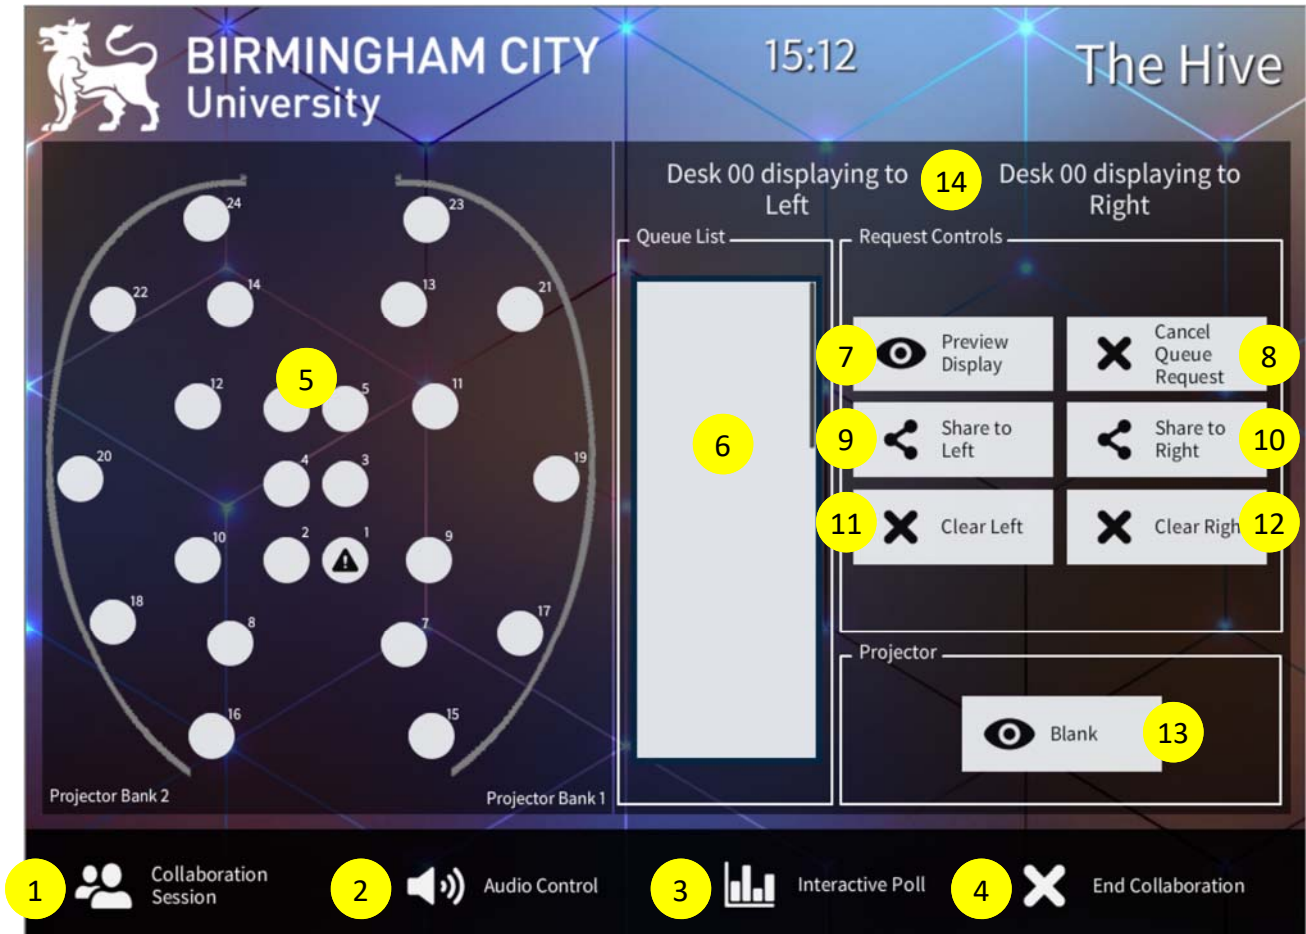 BIRMINGHAM CITY
University
15:12
The Hive
Desk 00 displaying to
Left
14
Desk 00 displaying to
Right
24
23
22
14
13
21
12
5
5
11
20
4
3
19
10
2
1
9
18
8
7
17
16
15
Projector Bank 2
Projector Bank 1
Queue List
6
Request Controls
7
Preview
Display
Cancel
Queue
Request
8
9
Share to
Left
Share to
Right
10
11
Clear Left
Clear Righ
12
Projector
Blank
13
1
Collaboration
Session
2
Audio Control
3
Interactive Poll
4
End Collaboration